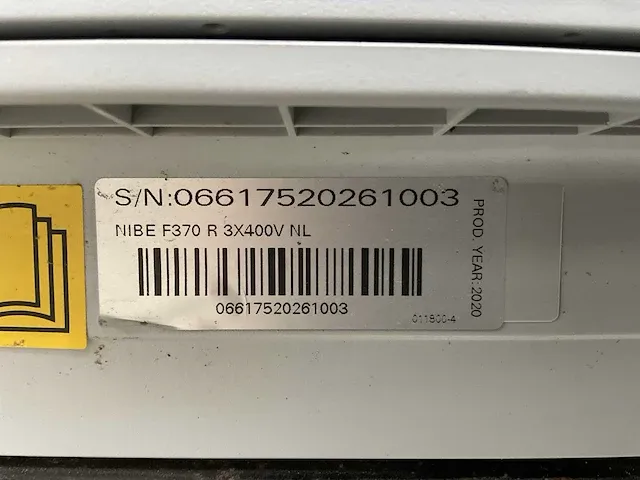 S/N:06617520261003
NIBE F370 R 3X400V NL
06617520261003
011800-4
PROD. YEAR:2020